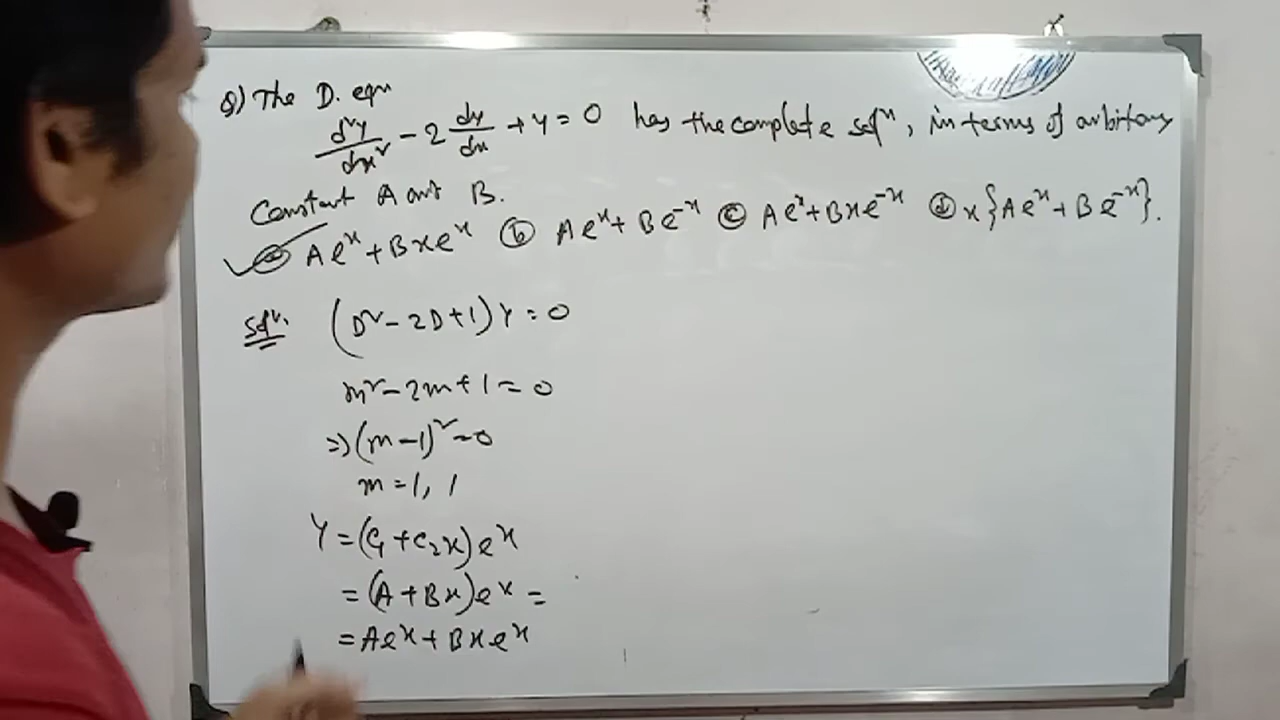 Q) The D. eqn
d²y/dx² - 2 dy/dx + y = 0 has the complete solⁿ, in terms of arbitary
Constant A and B.
ⓐ Aeˣ + Bxeˣ ⓑ Aeˣ + Be⁻ˣ ⓒ Aeˣ + Bxe⁻ˣ ⓓ x{Aeˣ + Be⁻ˣ}.
Solⁿ. (D² - 2D + 1) Y = 0
m² - 2m + 1 = 0
⇒ (m - 1)² = 0
m = 1, 1
Y = (C₁ + C₂x)eˣ
= (A + Bx)eˣ =
= Aeˣ + Bxeˣ